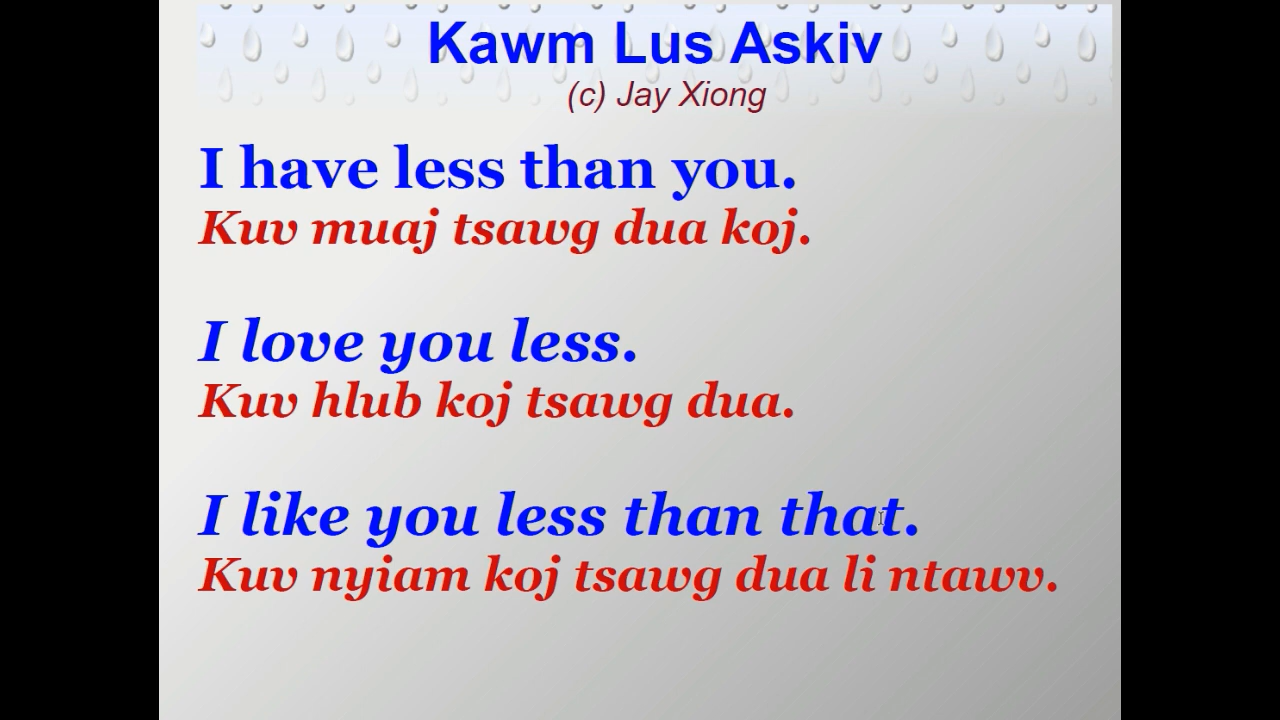 Kawm Lus Askiv
(c) Jay Xiong
I have less than you.
Kuv muaj tsawg dua koj.
I love you less.
Kuv hlub koj tsawg dua.
I like you less than that.
Kuv nyiam koj tsawg dua li ntawv.